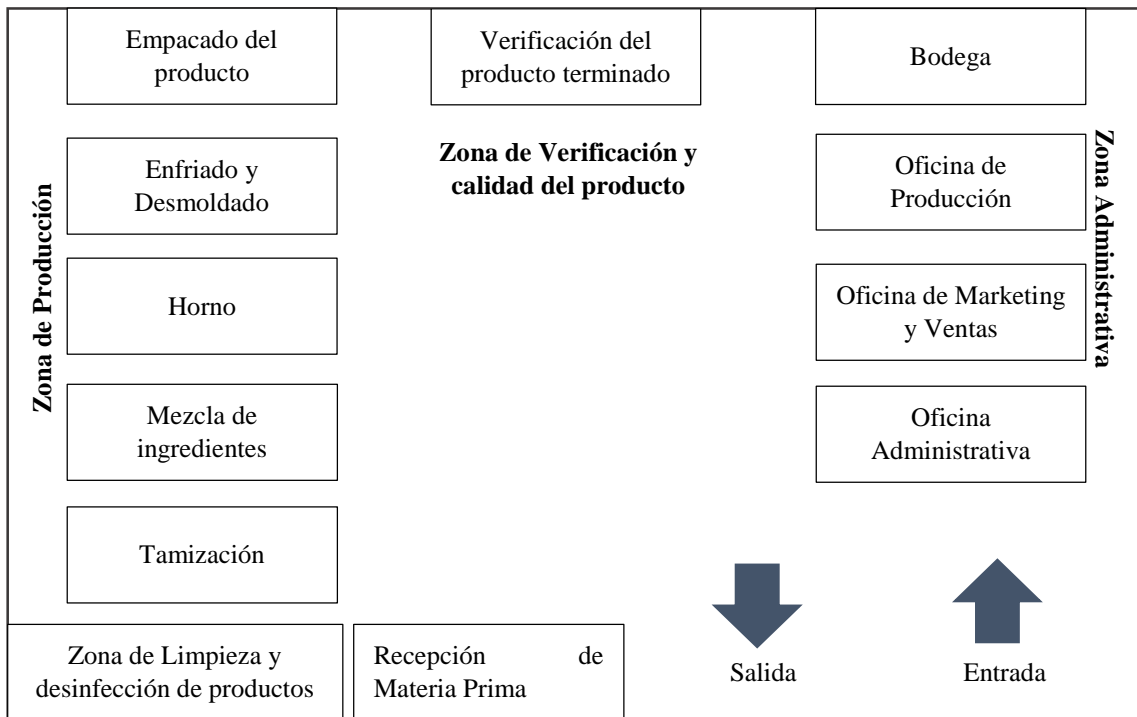 Empacado del
producto
Verificación del
producto terminado
Bodega
Zona de Producción
Enfriado y
Desmoldado
Zona de Verificación y
calidad del producto
Oficina de
Producción
Zona Administrativa
Horno
Oficina de Marketing
y Ventas
Mezcla de
ingredientes
Oficina
Administrativa
Tamización
Zona de Limpieza y
desinfección de productos
Recepción de
Materia Prima
Salida
Entrada